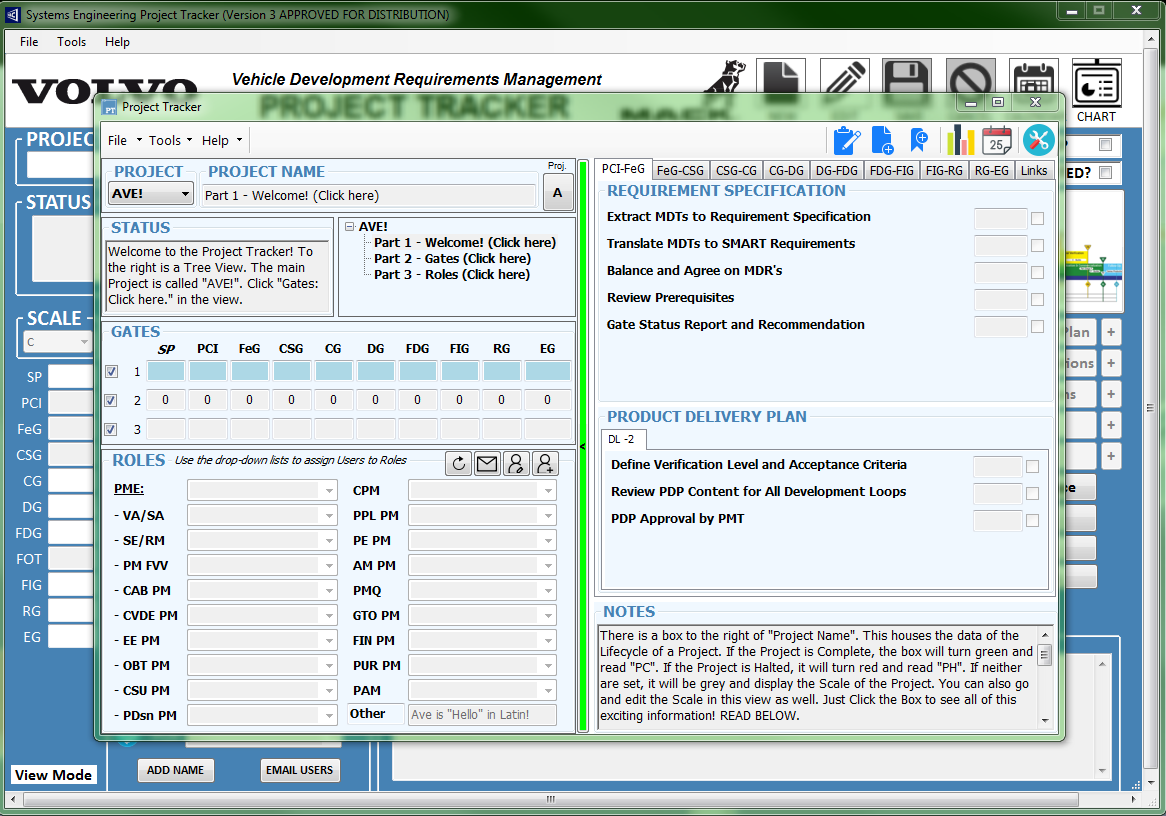 Systems Engineering Project Tracker (Version 3 APPROVED FOR DISTRIBUTION)
File Tools Help
VOLVO
Vehicle Development Requirements Management
PROJECT TRACKER
CHART
PROJEC
STATUS
SCALE
C
SP
PCI
FeG
CSG
CG
DG
FDG
FOT
FIG
RG
EG
View Mode
ADD NAME
EMAIL USERS
?
ED?
Plan +
ions +
ns +
+
+
ce
Project Tracker
File Tools Help
25
PROJECT
AVE!
PROJECT NAME
Part 1 - Welcome! (Click here)
Proj.
A
STATUS
Welcome to the Project Tracker! To
the right is a Tree View. The main
Project is called "AVE!". Click "Gates:
Click here." in the view.
AVE!
Part 1 - Welcome! (Click here)
Part 2 - Gates (Click here)
Part 3 - Roles (Click here)
GATES
SP PCI FeG CSG CG DG FDG FIG RG EG
1
2 0 0 0 0 0 0 0 0 0 0
3
ROLES Use the drop-down lists to assign Users to Roles
PME: CPM
- VA/SA PPL PM
- SE/RM PE PM
- PM FVV AM PM
- CAB PM PMQ
- CVDE PM GTO PM
- EE PM FIN PM
- OBT PM PUR PM
- CSU PM PAM
- PDsn PM Other Ave is "Hello" in Latin!
<
PCI-FeG FeG-CSG CSG-CG CG-DG DG-FDG FDG-FIG FIG-RG RG-EG Links
REQUIREMENT SPECIFICATION
Extract MDTs to Requirement Specification
Translate MDTs to SMART Requirements
Balance and Agree on MDR's
Review Prerequisites
Gate Status Report and Recommendation
PRODUCT DELIVERY PLAN
DL -2
Define Verification Level and Acceptance Criteria
Review PDP Content for All Development Loops
PDP Approval by PMT
NOTES
There is a box to the right of "Project Name". This houses the data of the
Lifecycle of a Project. If the Project is Complete, the box will turn green and
read "PC". If the Project is Halted, it will turn red and read "PH". If neither
are set, it will be grey and display the Scale of the Project. You can also go
and edit the Scale in this view as well. Just Click the Box to see all of this
exciting information! READ BELOW.